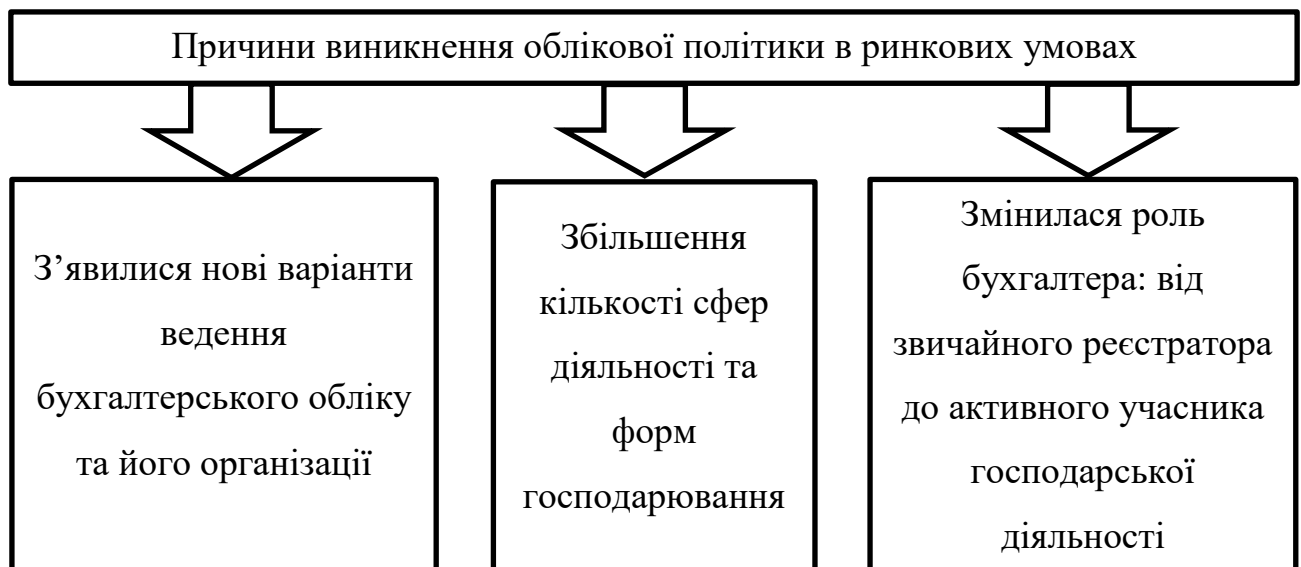 Причини виникнення облікової політики в ринкових умовах
З’явилися нові варіанти
ведення
бухгалтерського обліку
та його організації
Збільшення
кількості сфер
діяльності та
форм
господарювання
Змінилася роль
бухгалтера: від
звичайного реєстратора
до активного учасника
господарської
діяльності